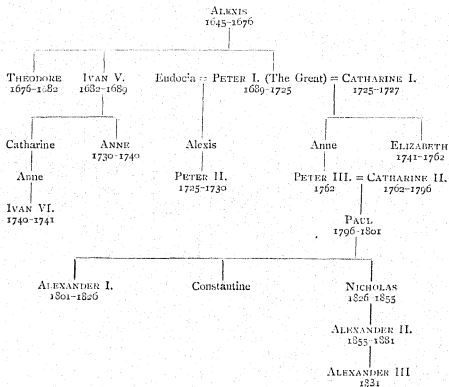 ALEXIS
1645-1676
THEODORE IVAN V. Eudocia = PETER I. (The Great) = CATHARINE I.
1676-1682 1682-1689 1689-1725 1725-1727
Catharine ANNE Alexis Anne ELIZABETH
1730-1740 1741-1762
Anne PETER II. PETER III. = CATHARINE II.
1725-1730 1762 1762-1796
IVAN VI. PAUL
1740-1741 1796-1801
ALEXANDER I. Constantine NICHOLAS
1801-1826 1826-1855
ALEXANDER II.
1855-1881
ALEXANDER III
1881